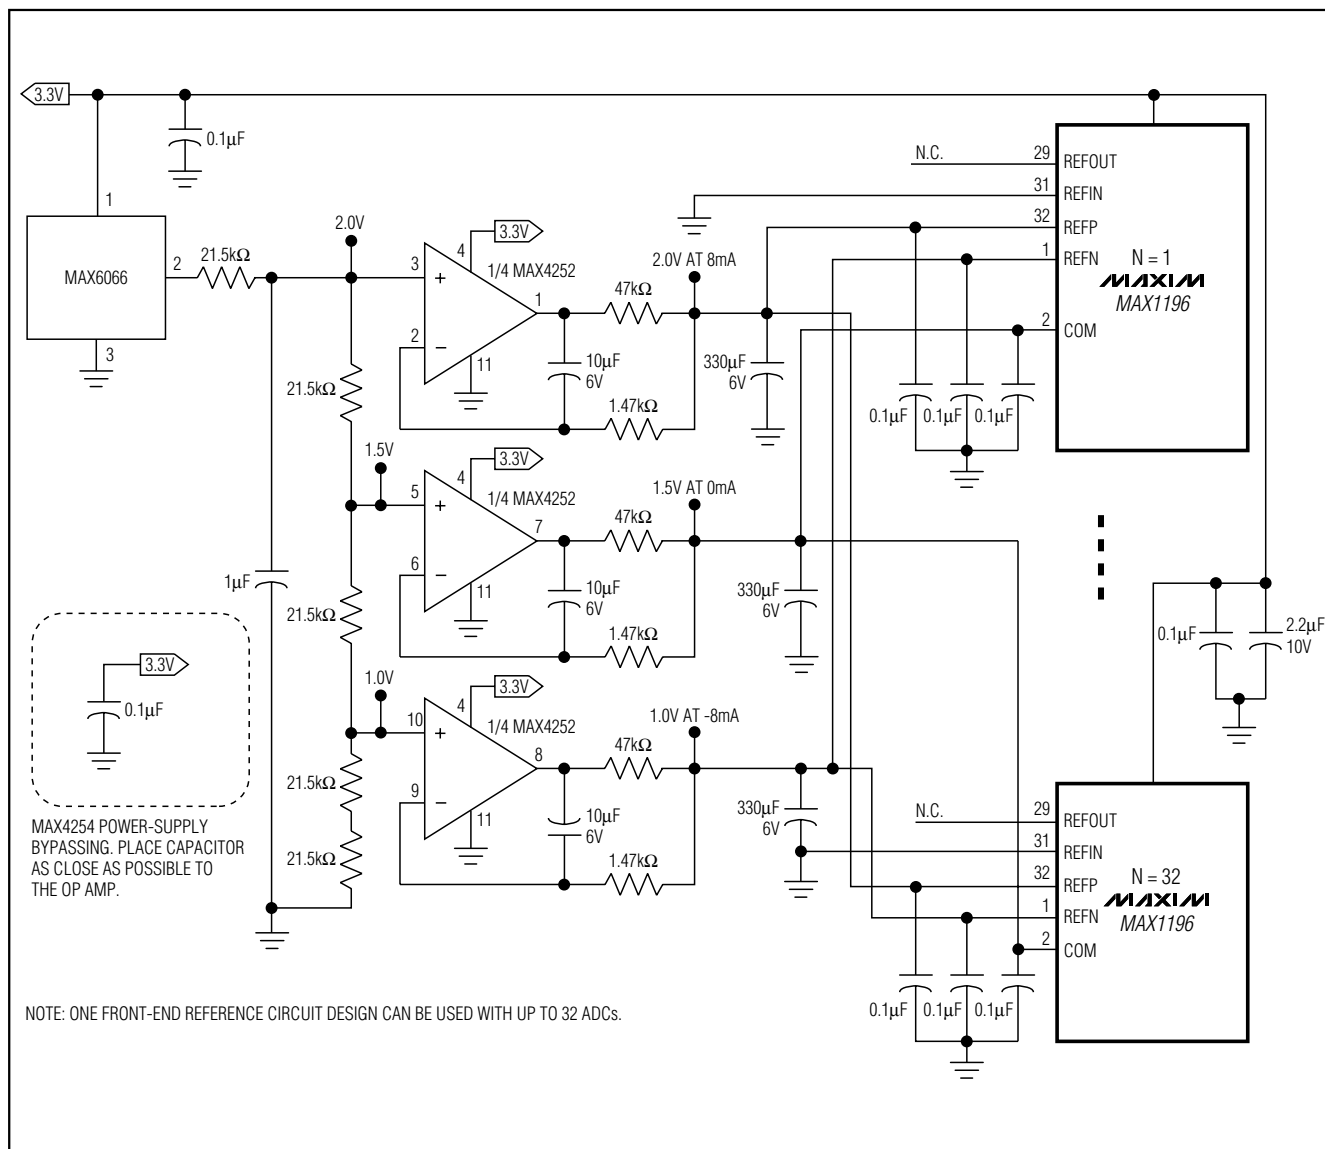 3.3V
0.1µF
1
MAX6066
2
3
21.5kΩ
2.0V
21.5kΩ
1.5V
21.5kΩ
1µF
1.0V
21.5kΩ
21.5kΩ
3.3V
0.1µF
MAX4254 POWER-SUPPLY
BYPASSING. PLACE CAPACITOR
AS CLOSE AS POSSIBLE TO
THE OP AMP.
3.3V
4
3
+
1/4 MAX4252
1
2
−
11
47kΩ
10µF
6V
1.47kΩ
2.0V AT 8mA
330µF
6V
3.3V
4
5
+
1/4 MAX4252
7
6
−
11
47kΩ
10µF
6V
1.47kΩ
1.5V AT 0mA
330µF
6V
3.3V
4
10
+
1/4 MAX4252
8
9
−
11
47kΩ
10µF
6V
1.47kΩ
1.0V AT -8mA
330µF
6V
N.C.
29
REFOUT
31
REFIN
32
REFP
1
REFN
2
COM
N = 1
MAXIM
MAX1196
0.1µF 0.1µF 0.1µF
0.1µF
2.2µF
10V
N.C.
29
REFOUT
31
REFIN
32
REFP
1
REFN
2
COM
N = 32
MAXIM
MAX1196
0.1µF 0.1µF 0.1µF
NOTE: ONE FRONT-END REFERENCE CIRCUIT DESIGN CAN BE USED WITH UP TO 32 ADCs.